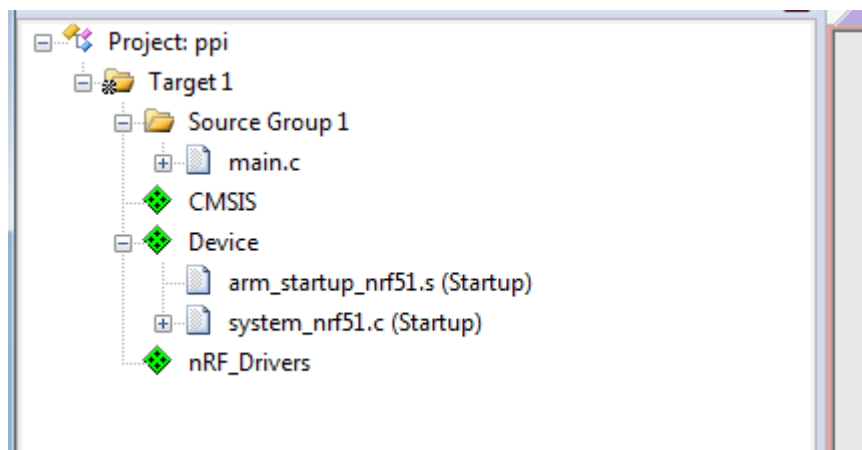 Project: ppi
Target 1
Source Group 1
main.c
CMSIS
Device
arm_startup_nrf51.s (Startup)
system_nrf51.c (Startup)
nRF_Drivers